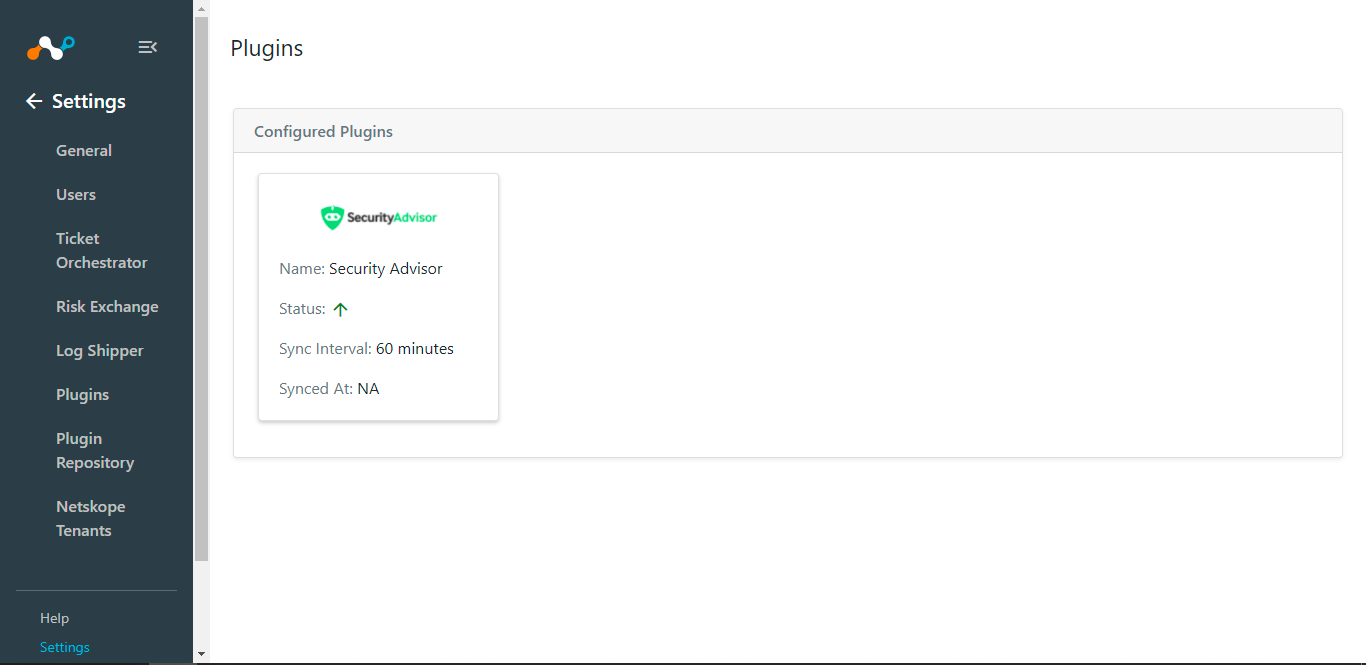 Settings
General
Users
Ticket
Orchestrator
Risk Exchange
Log Shipper
Plugins
Plugin
Repository
Netskope
Tenants
Help
Settings
Plugins
Configured Plugins
SecurityAdvisor
Name: Security Advisor
Status:
Sync Interval: 60 minutes
Synced At: NA